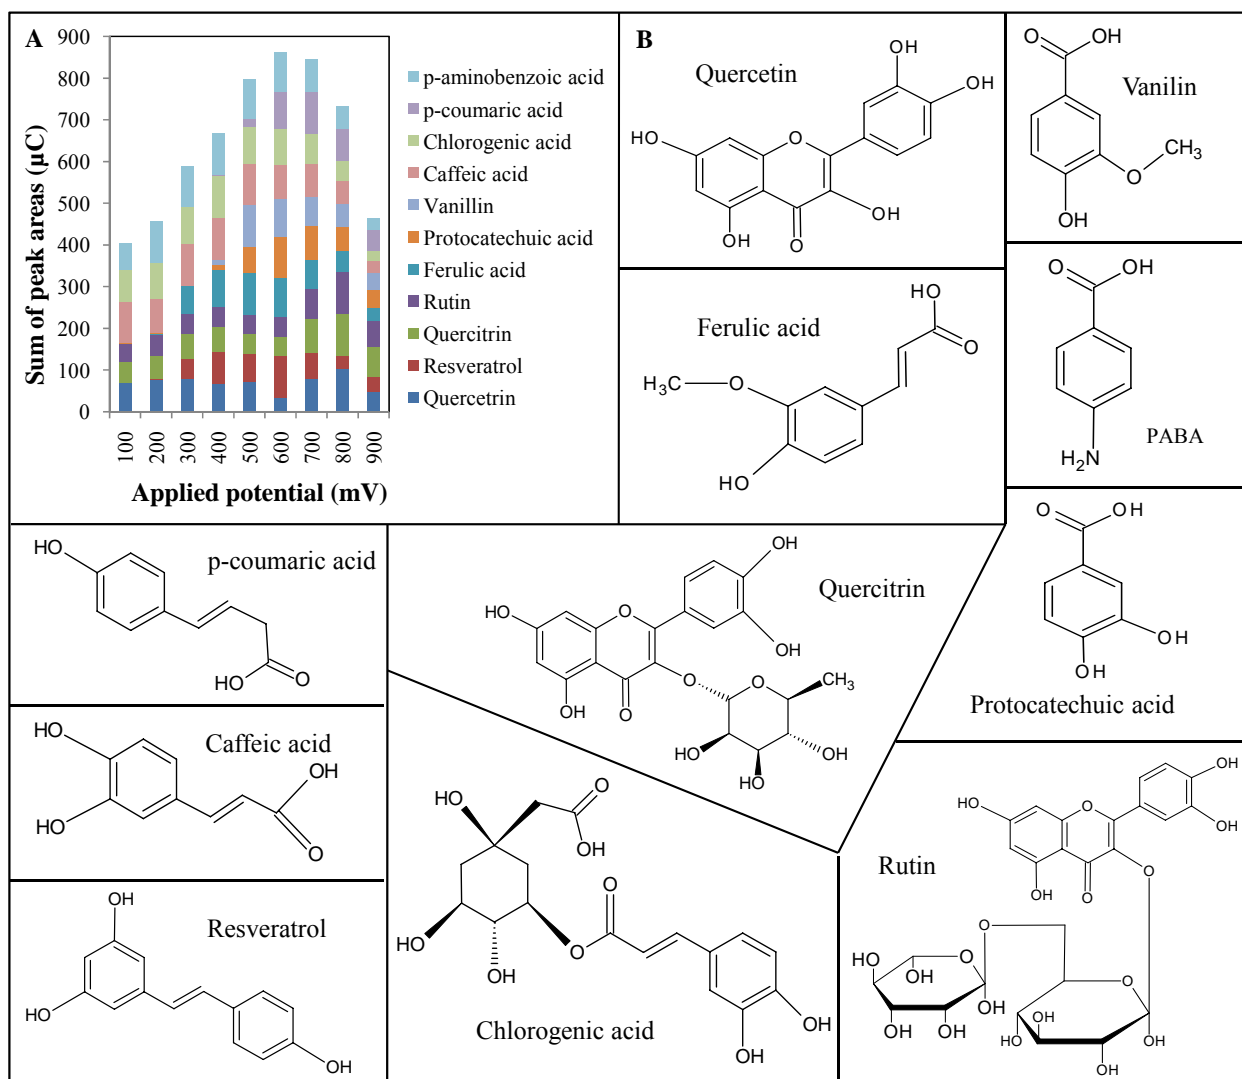 A
900
800
700
600
500
400
300
200
100
0
Sum of peak areas (µC)
100
200
300
400
500
600
700
800
900
Applied potential (mV)
p-aminobenzoic acid
p-coumaric acid
Chlorogenic acid
Caffeic acid
Vanillin
Protocatechuic acid
Ferulic acid
Rutin
Quercitrin
Resveratrol
Quercetrin
B
Quercetin
OH
OH
HO
O
OH
OH
O
Vanilin
O
OH
CH3
O
OH
Ferulic acid
HO
O
H3C
O
HO
O
OH
PABA
H2N
O
OH
OH
OH
Protocatechuic acid
HO
p-coumaric acid
HO
O
Quercitrin
OH
HO
O
OH
O
O
CH3
OH
O
HO
OH
HO
HO
Caffeic acid
OH
HO
O
HO
O
OH
O
HO
O
OH
OH
OH
Chlorogenic acid
OH
Resveratrol
HO
OH
Rutin
OH
HO
O
OH
O
OH
O
O
O
HO
OH
O
OH
OH
OH
HO
HO
OH
OH